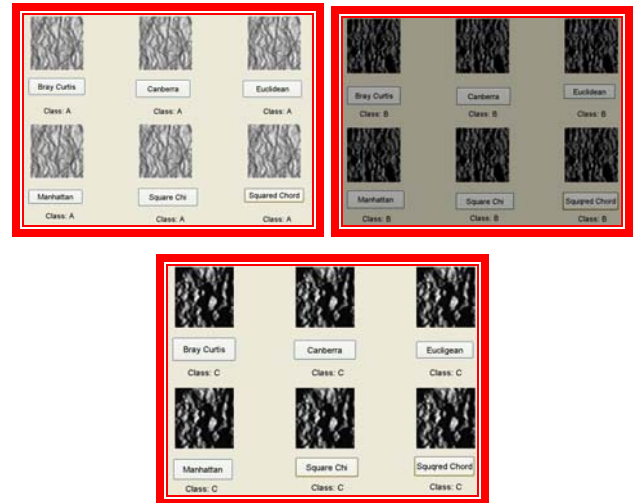 Bray Curtis Canberra Euclidean
Class: A Class: A Class: A
Manhattan Square Chi Squared Chord
Class: A Class: A Class: A
Bray Curtis Canberra Euclidean
Class: B Class: B Class: B
Manhattan Square Chi Squqred Chord
Class: B Class: B Class: B
Bray Curtis Canberra Eucligean
Class: C Class: C Class: C
Manhattan Square Chi Squqred Chord
Class: C Class: C Class: C